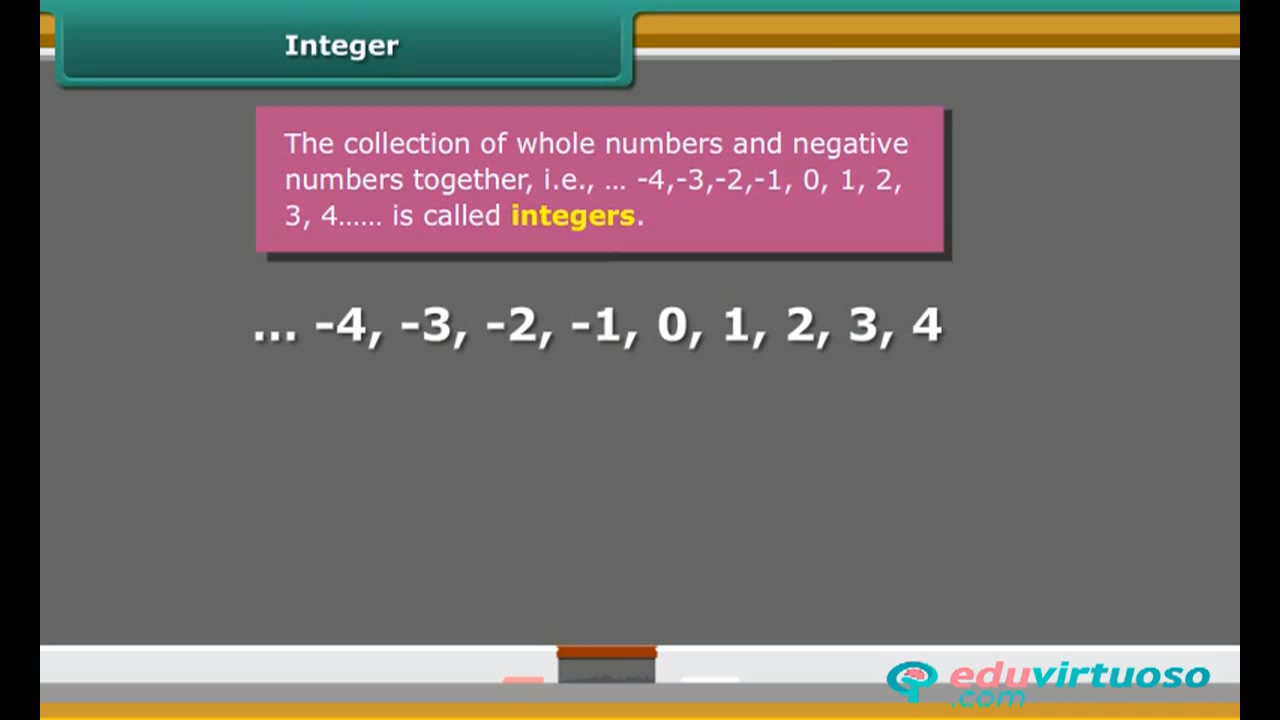 Integer
The collection of whole numbers and negative
numbers together, i.e., ... -4,-3,-2,-1, 0, 1, 2,
3, 4...... is called integers.
... -4, -3, -2, -1, 0, 1, 2, 3, 4
eduvirtuoso
.com